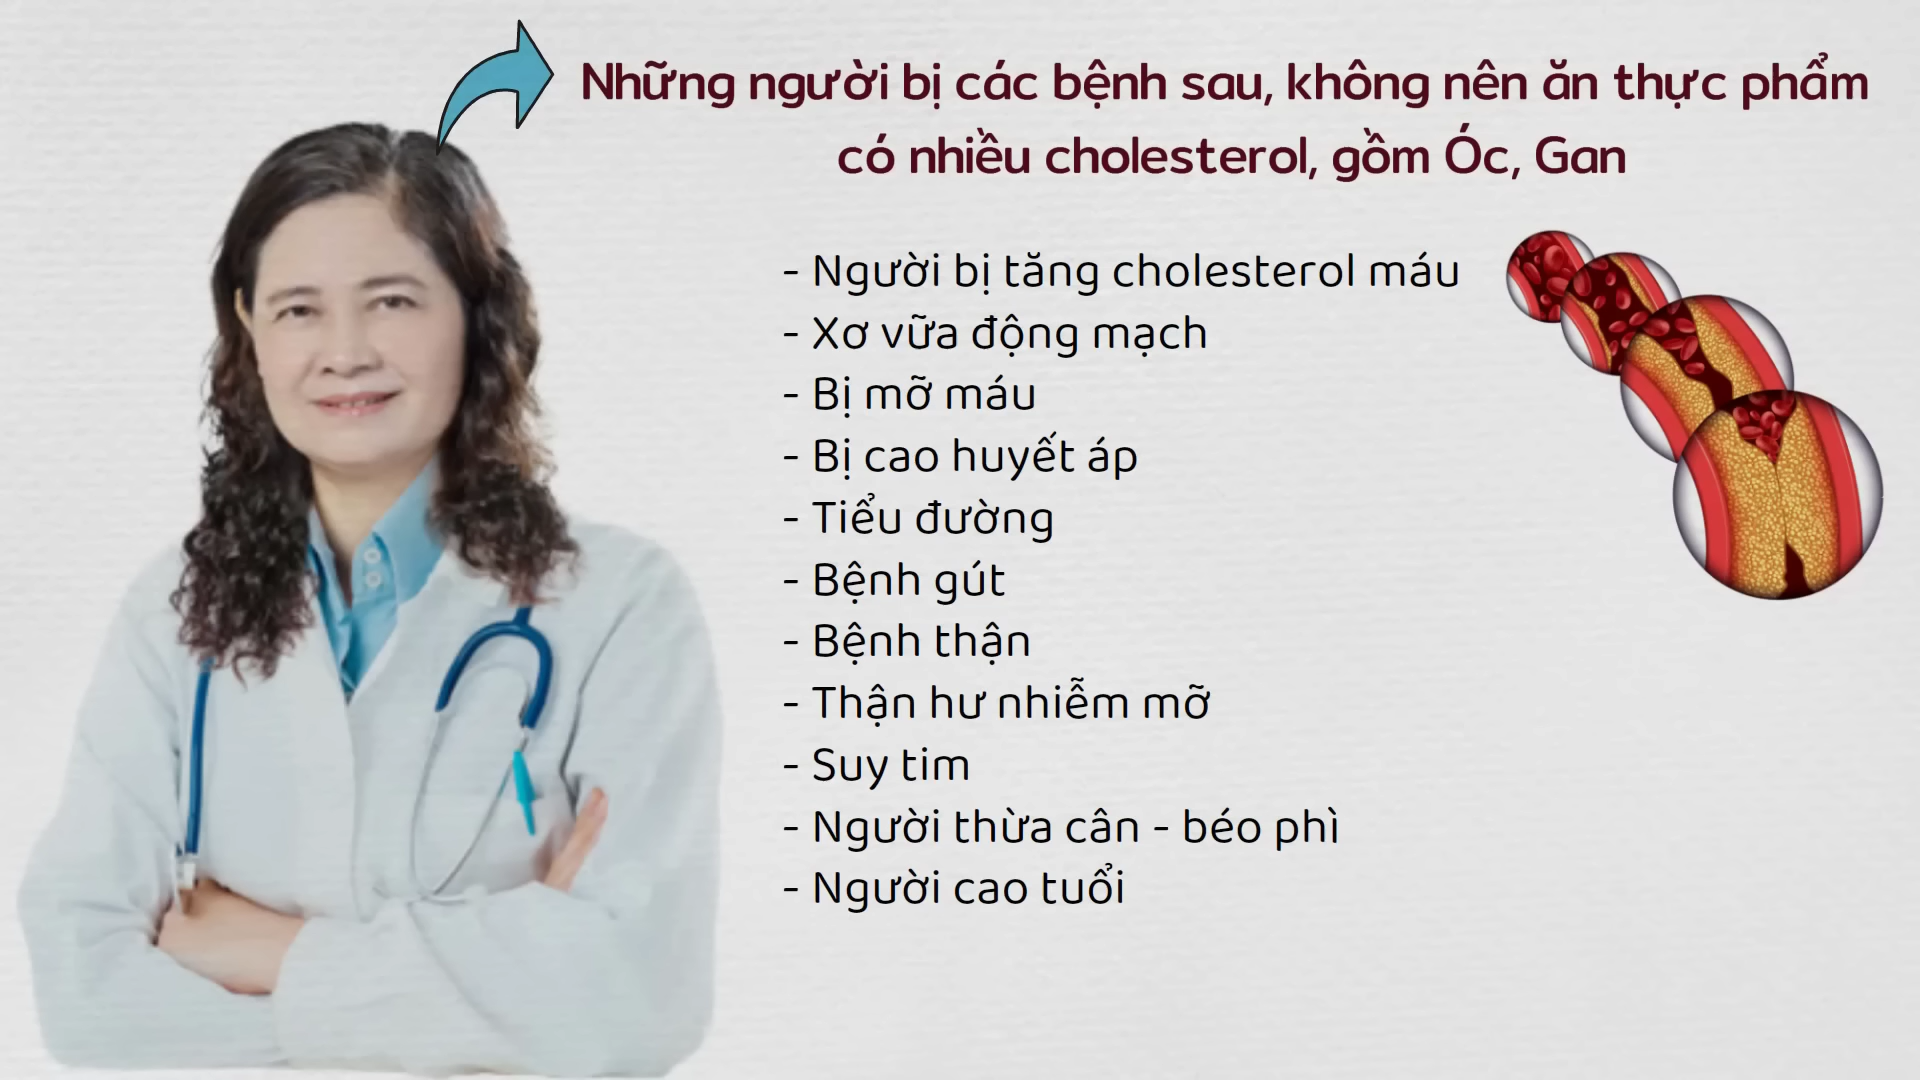 Những người bị các bệnh sau, không nên ăn thực phẩm
có nhiều cholesterol, gồm Óc, Gan
- Người bị tăng cholesterol máu
- Xơ vữa động mạch
- Bị mỡ máu
- Bị cao huyết áp
- Tiểu đường
- Bệnh gút
- Bệnh thận
- Thận hư nhiễm mỡ
- Suy tim
- Người thừa cân - béo phì
- Người cao tuổi